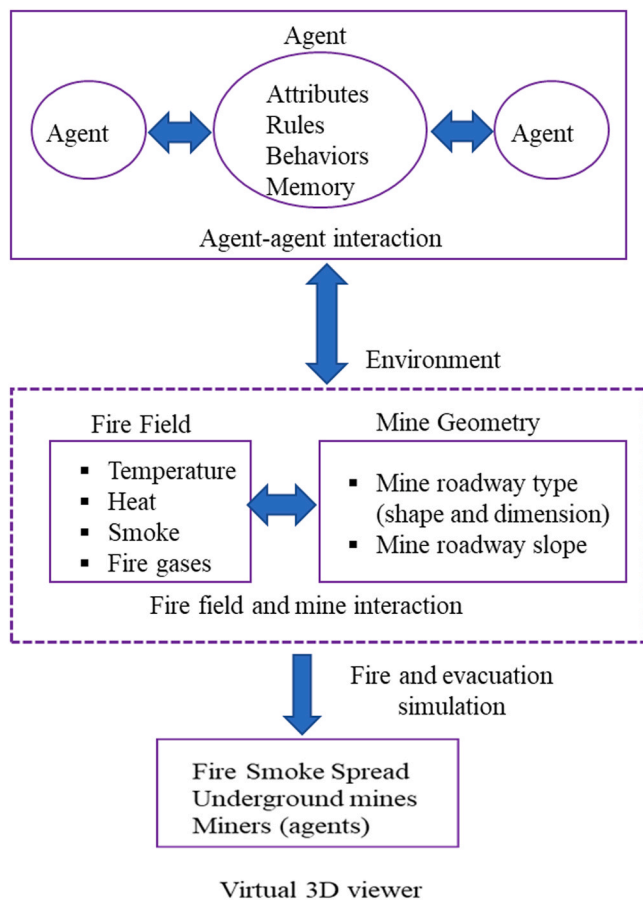 Agent
Agent
Attributes
Rules
Behaviors
Memory
Agent
Agent-agent interaction
Environment
Fire Field
▪ Temperature
▪ Heat
▪ Smoke
▪ Fire gases
Mine Geometry
▪ Mine roadway type
(shape and dimension)
▪ Mine roadway slope
Fire field and mine interaction
Fire and evacuation
simulation
Fire Smoke Spread
Underground mines
Miners (agents)
Virtual 3D viewer